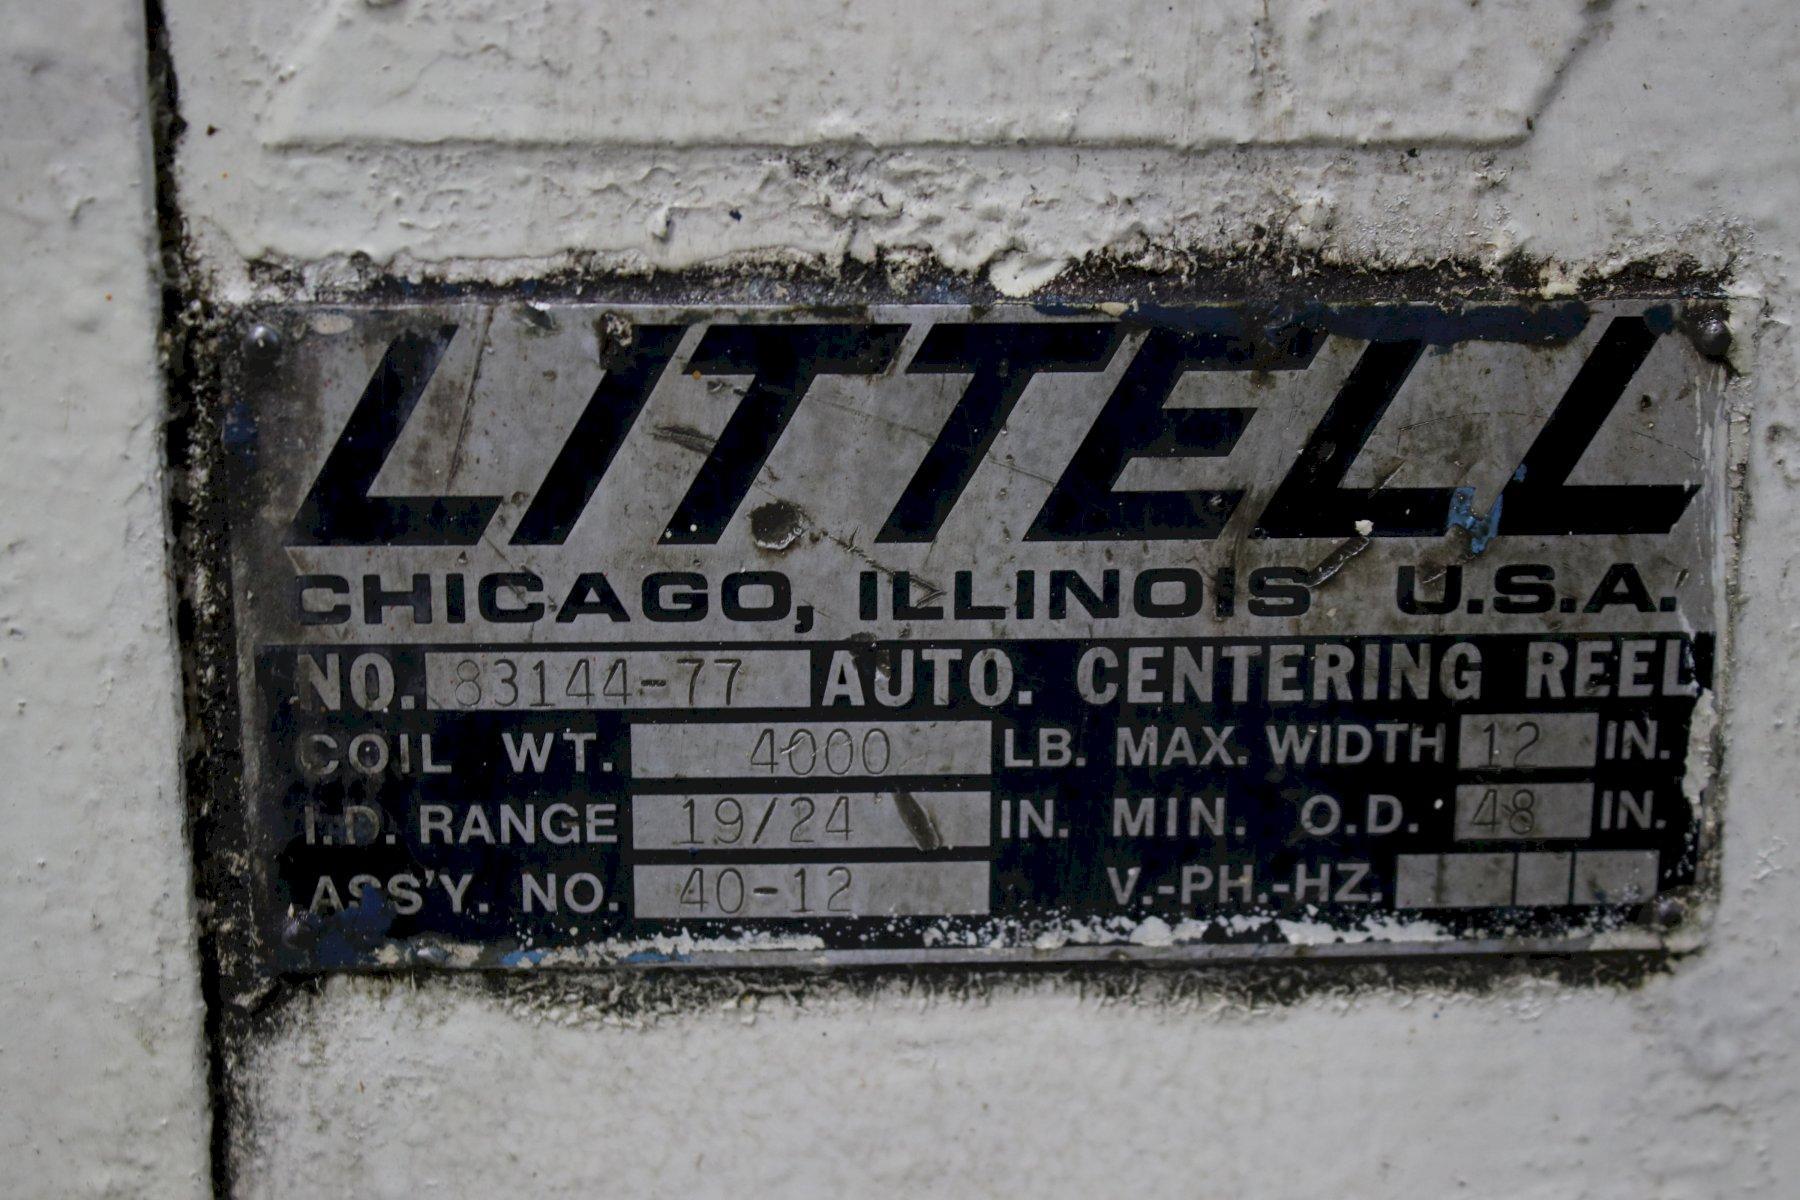 LITTELL
CHICAGO, ILLINOIS U.S.A.
NO. 83144-77 AUTO. CENTERING REEL
COIL WT. 4000 LB. MAX. WIDTH 12 IN.
I.D. RANGE 19/24 IN. MIN. O.D. 48 IN.
ASS'Y. NO. 40-12 V.-PH.-HZ.